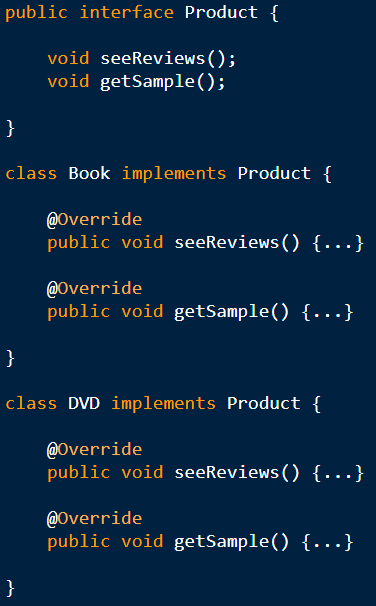 public interface Product {
void seeReviews();
void getSample();
}
class Book implements Product {
@Override
public void seeReviews() {...}
@Override
public void getSample() {...}
}
class DVD implements Product {
@Override
public void seeReviews() {...}
@Override
public void getSample() {...}
}